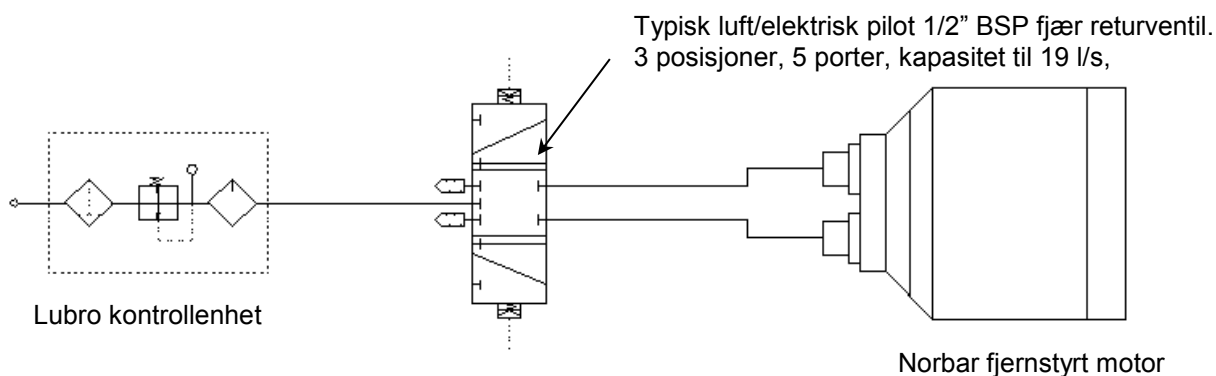 Typisk luft/elektrisk pilot 1/2” BSP fjær returventil.
3 posisjoner, 5 porter, kapasitet til 19 l/s,
Lubro kontrollenhet
Norbar fjernstyrt motor